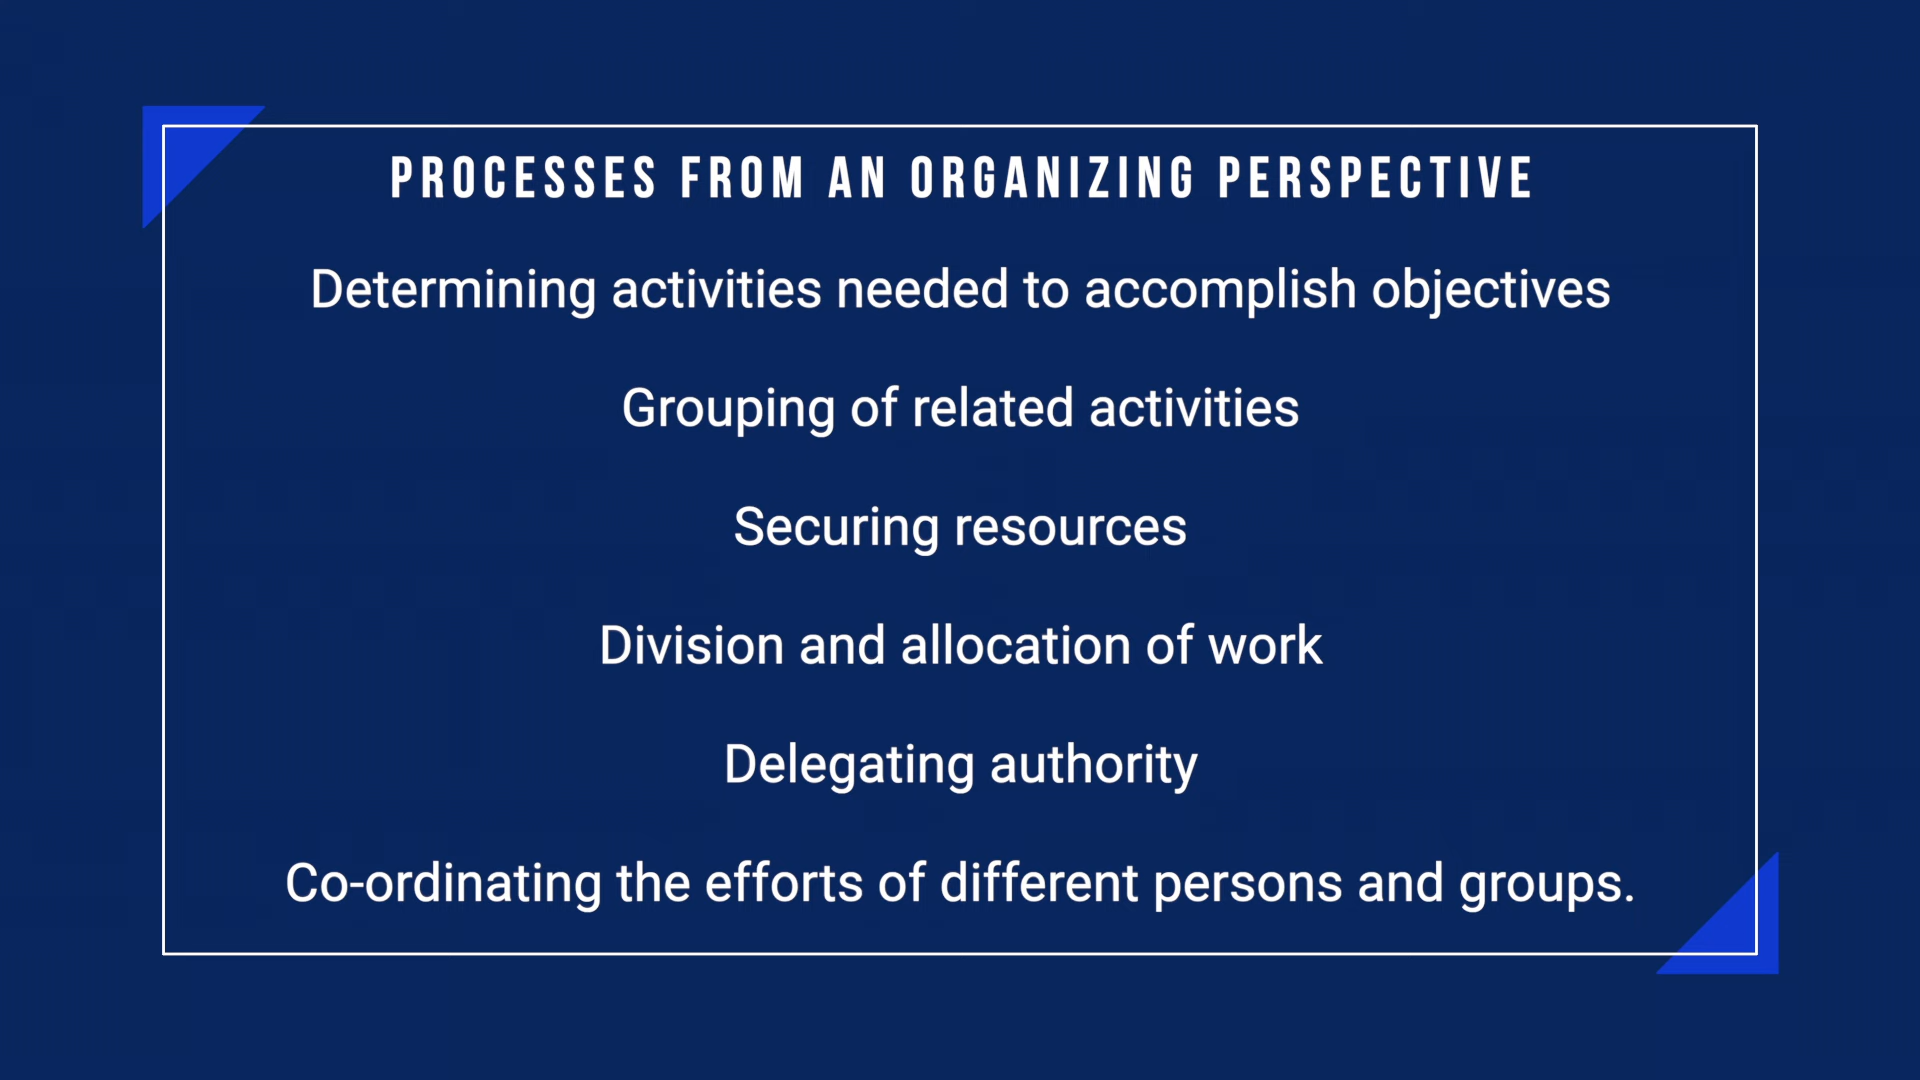 PROCESSES FROM AN ORGANIZING PERSPECTIVE
Determining activities needed to accomplish objectives
Grouping of related activities
Securing resources
Division and allocation of work
Delegating authority
Co-ordinating the efforts of different persons and groups.